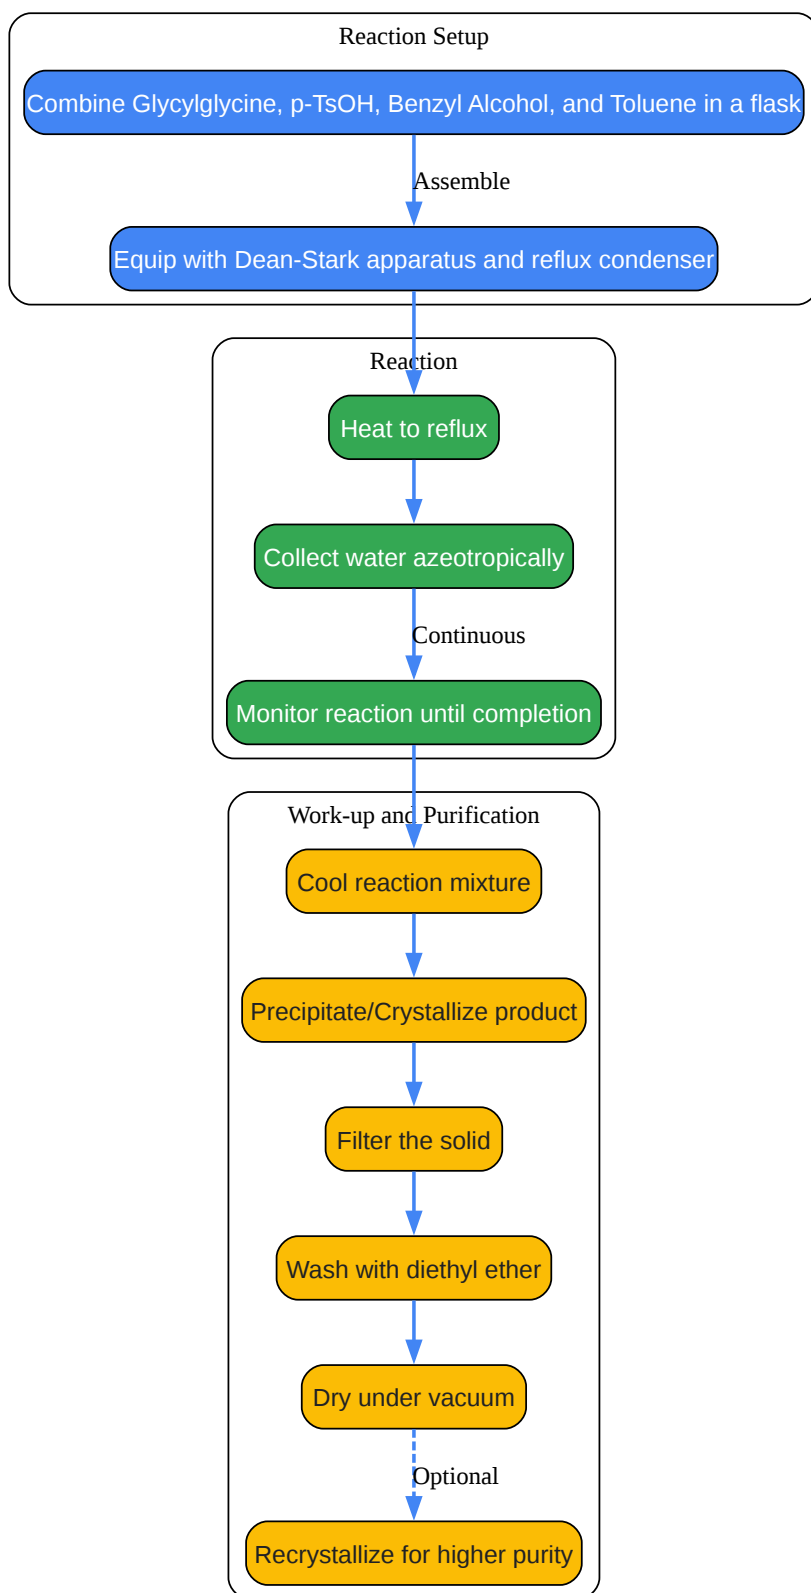 Reaction Setup
Combine Glycylglycine, p-TsOH, Benzyl Alcohol, and Toluene in a flask
Assemble
Equip with Dean-Stark apparatus and reflux condenser
Reaction
Heat to reflux
Collect water azeotropically
Continuous
Monitor reaction until completion
Work-up and Purification
Cool reaction mixture
Precipitate/Crystallize product
Filter the solid
Wash with diethyl ether
Dry under vacuum
Optional
Recrystallize for higher purity